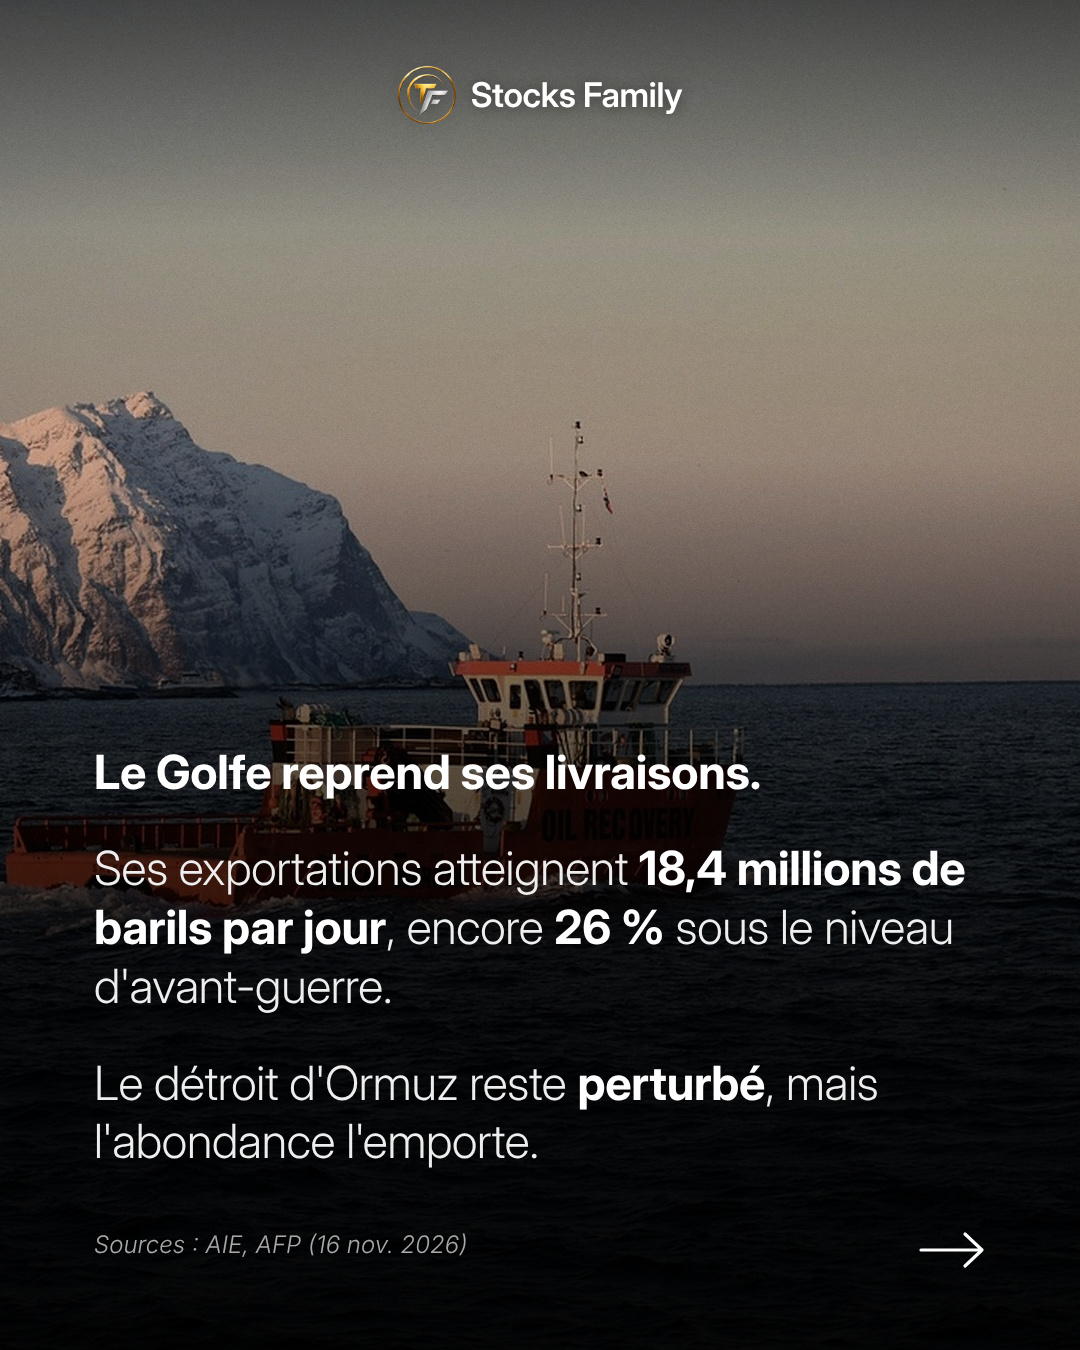 Stocks Family
OIL RECOVERY
Le Golfe reprend ses livraisons.
Ses exportations atteignent 18,4 millions de
barils par jour, encore 26 % sous le niveau
d'avant-guerre.
Le détroit d'Ormuz reste perturbé, mais
l'abondance l'emporte.
Sources : AIE, AFP (16 nov. 2026)